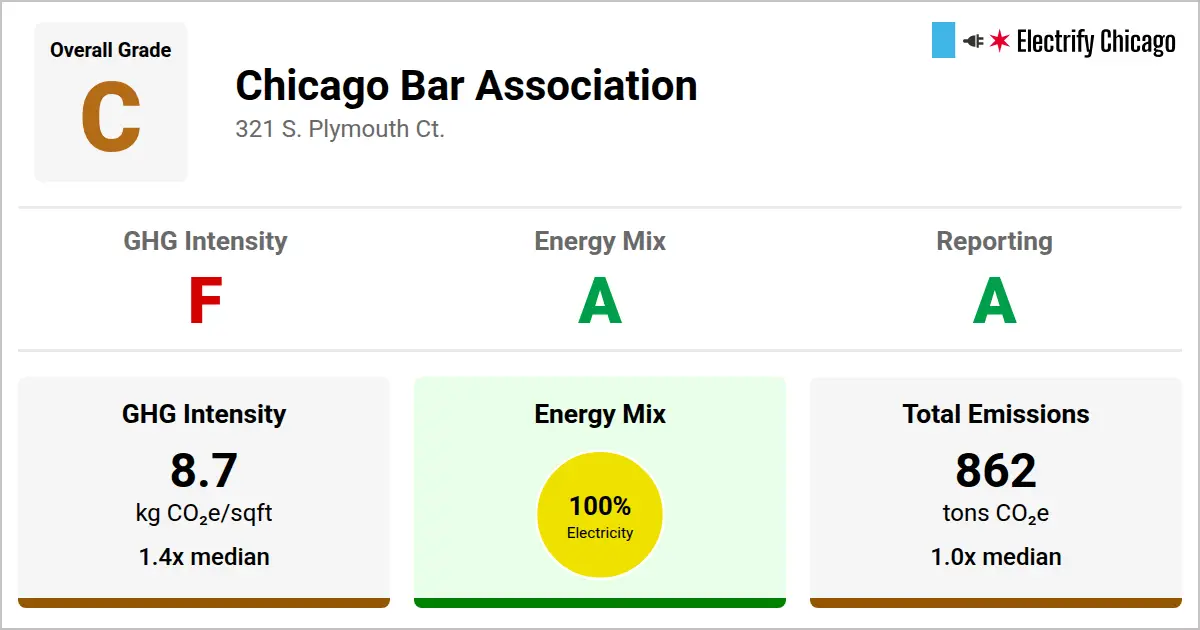 Overall Grade
C
Chicago Bar Association
321 S. Plymouth Ct.
Electrify Chicago
GHG Intensity
F
Energy Mix
A
Reporting
A
GHG Intensity
8.7
kg CO₂e/sqft
1.4x median
Energy Mix
100%
Electricity
Total Emissions
862
tons CO₂e
1.0x median